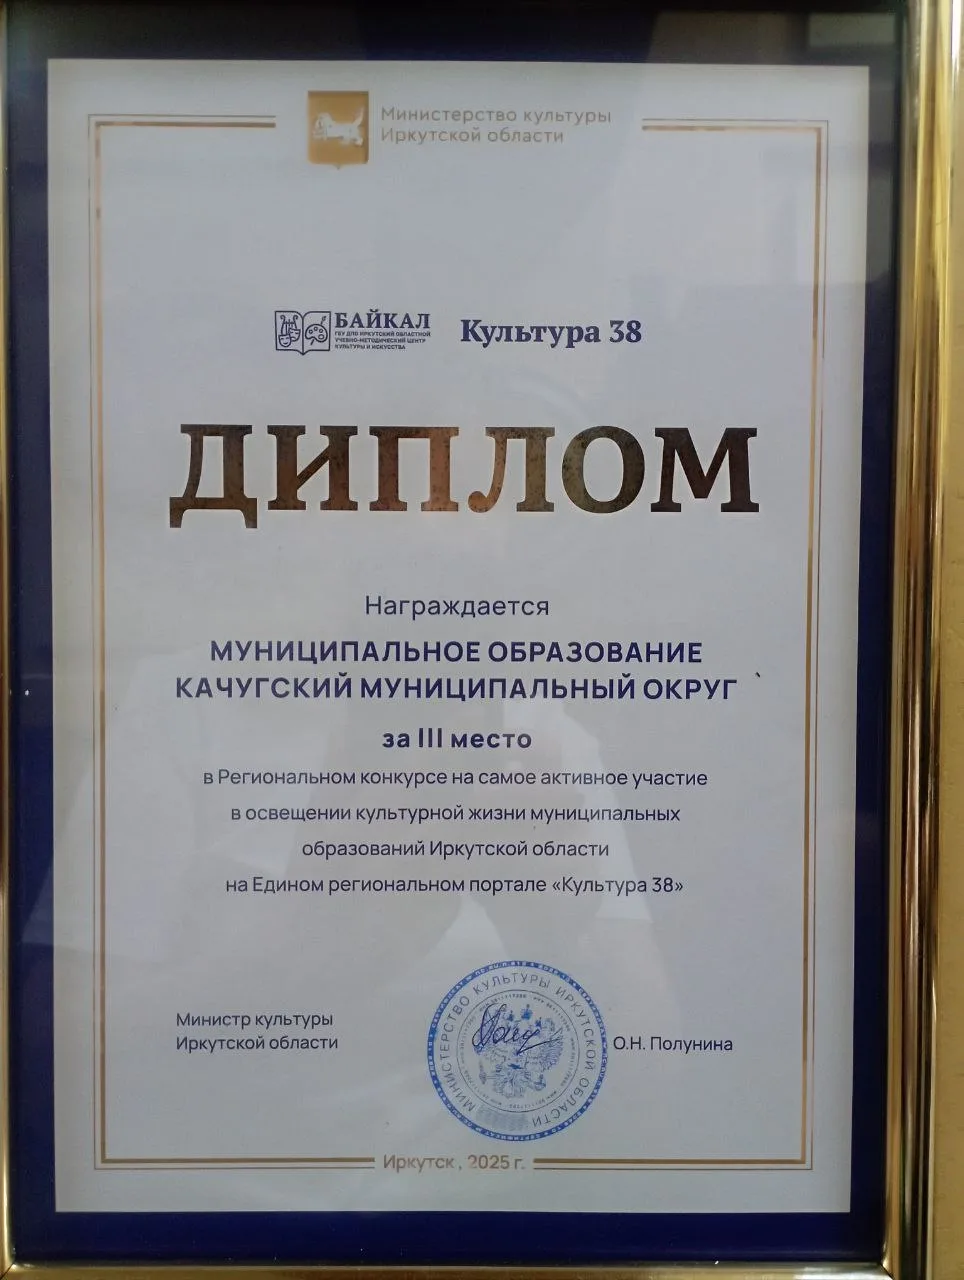 Министерство культуры
Иркутской области
БАЙКАЛ
ГБУ ДПО ИРКУТСКИЙ ОБЛАСТНОЙ
УЧЕБНО-МЕТОДИЧЕСКИЙ ЦЕНТР
КУЛЬТУРЫ И ИСКУССТВА
Культура 38
ДИПЛОМ
Награждается
МУНИЦИПАЛЬНОЕ ОБРАЗОВАНИЕ
КАЧУГСКИЙ МУНИЦИПАЛЬНЫЙ ОКРУГ
за III место
в Региональном конкурсе на самое активное участие
в освещении культурной жизни муниципальных
образований Иркутской области
на Едином региональном портале «Культура 38»
Министр культуры
Иркутской области
МИНИСТЕРСТВО КУЛЬТУРЫ ИРКУТСКОЙ ОБЛАСТИ
О.Н. Полунина
Иркутск, 2025 г.